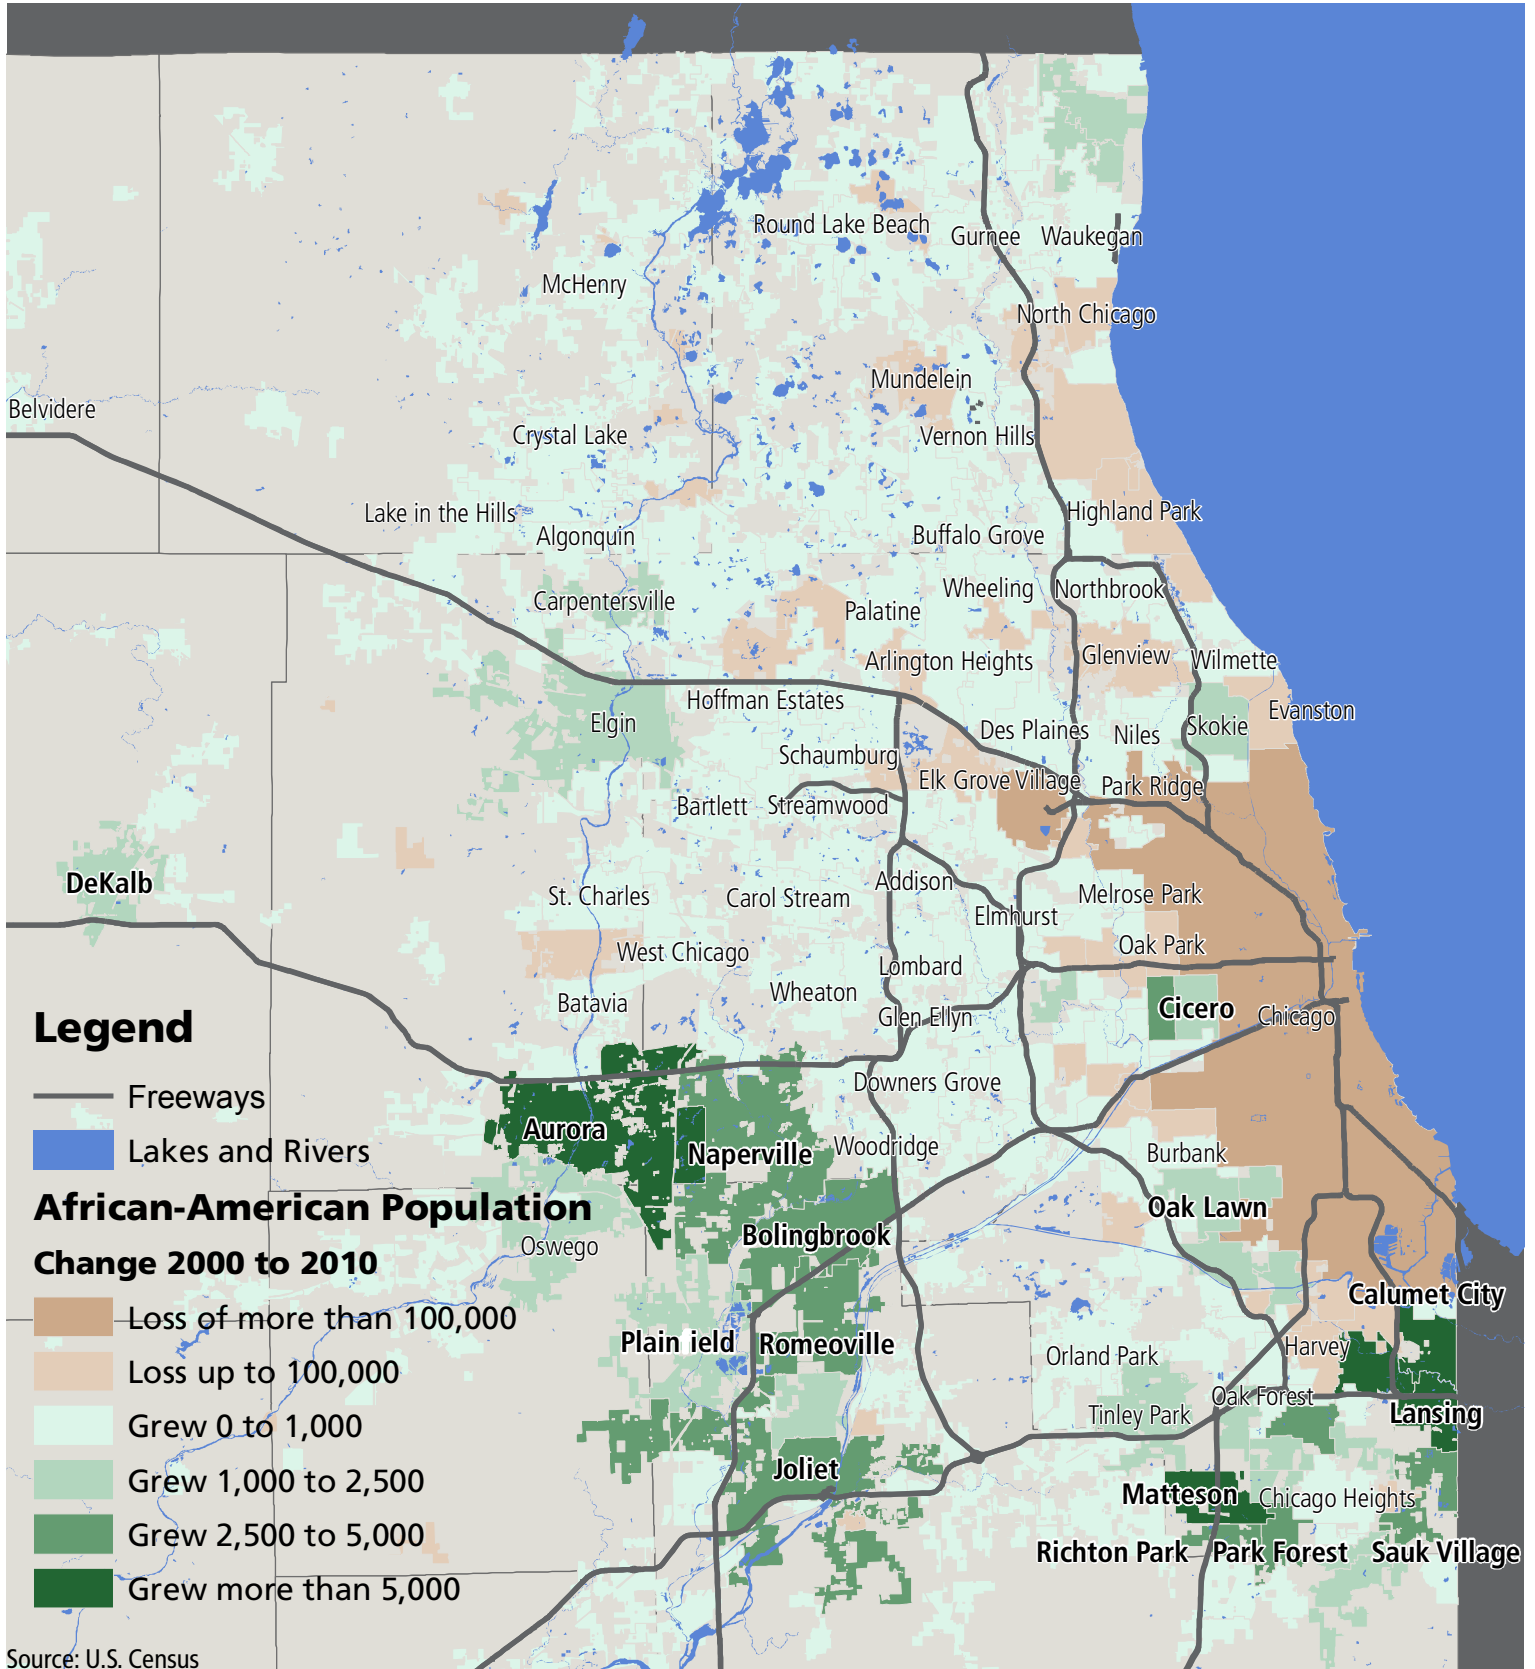 Round Lake Beach
Gurnee
Waukegan
McHenry
North Chicago
Mundelein
Belvidere
Crystal Lake
Vernon Hills
Lake in the Hills
Highland Park
Algonquin
Buffalo Grove
Wheeling
Northbrook
Carpentersville
Palatine
Arlington Heights
Glenview
Wilmette
Hoffman Estates
Evanston
Elgin
Des Plaines
Niles
Skokie
Schaumburg
Elk Grove Village
Park Ridge
Bartlett
Streamwood
DeKalb
St. Charles
Carol Stream
Addison
Melrose Park
Elmhurst
West Chicago
Oak Park
Lombard
Batavia
Wheaton
Cicero
Glen Ellyn
Chicago
Downers Grove
Aurora
Naperville
Woodridge
Burbank
Oak Lawn
Bolingbrook
Oswego
Calumet City
Plain ield
Romeoville
Harvey
Orland Park
Oak Forest
Tinley Park
Lansing
Joliet
Matteson
Chicago Heights
Richton Park
Park Forest
Sauk Village
Legend
Freeways
Lakes and Rivers
African-American Population
Change 2000 to 2010
Loss of more than 100,000
Loss up to 100,000
Grew 0 to 1,000
Grew 1,000 to 2,500
Grew 2,500 to 5,000
Grew more than 5,000
Source: U.S. Census